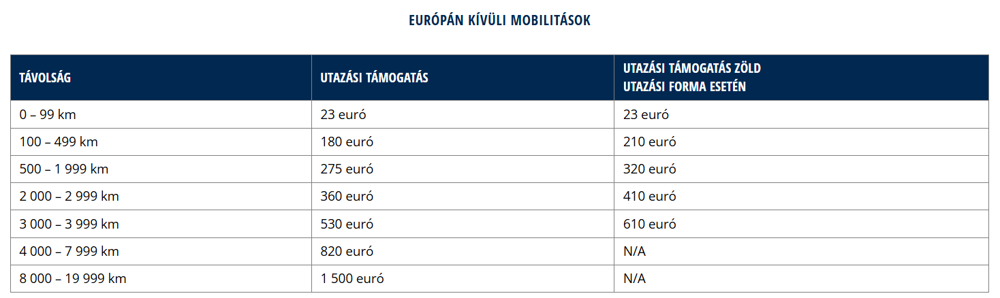 EURÓPÁN KÍVÜLI MOBILITÁSOK
TÁVOLSÁG UTAZÁSI TÁMOGATÁS UTAZÁSI TÁMOGATÁS ZÖLD
UTAZÁSI FORMA ESETÉN
0 – 99 km 23 euró 23 euró
100 – 499 km 180 euró 210 euró
500 – 1 999 km 275 euró 320 euró
2 000 – 2 999 km 360 euró 410 euró
3 000 – 3 999 km 530 euró 610 euró
4 000 – 7 999 km 820 euró N/A
8 000 – 19 999 km 1 500 euró N/A